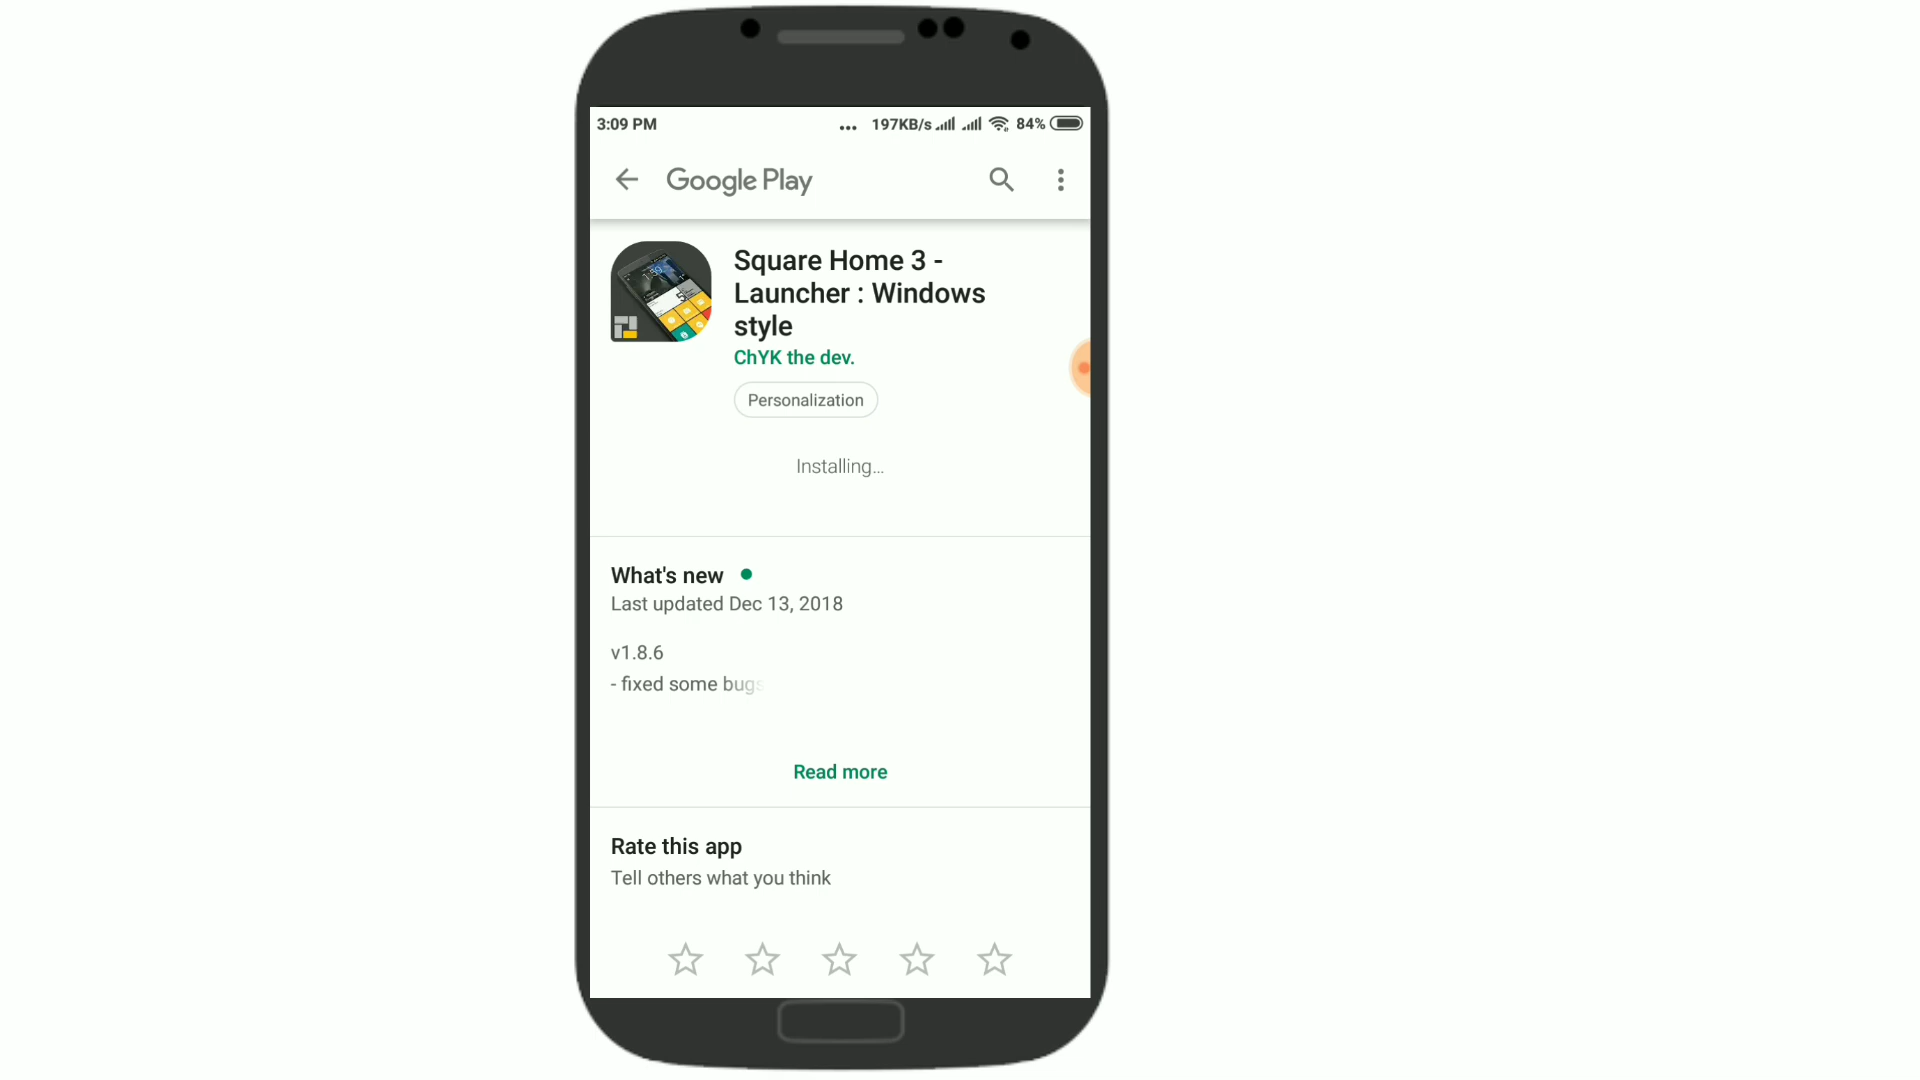 3:09 PM ... 197KB/s 84%
Google Play
Square Home 3 -
Launcher : Windows
style
ChYK the dev.
Personalization
Installing...
What's new
Last updated Dec 13, 2018
v1.8.6
- fixed some bugs
Read more
Rate this app
Tell others what you think